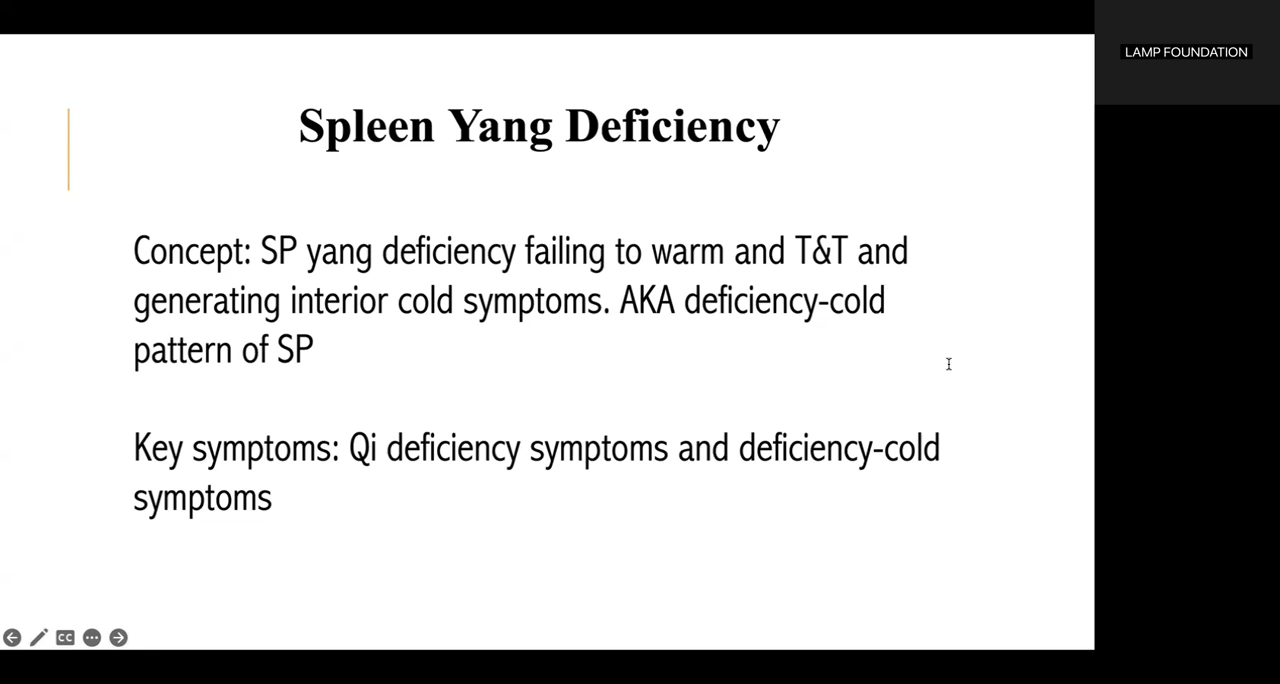 LAMP FOUNDATION
Spleen Yang Deficiency
Concept: SP yang deficiency failing to warm and T&T and
generating interior cold symptoms. AKA deficiency-cold
pattern of SP
Key symptoms: Qi deficiency symptoms and deficiency-cold
symptoms
CC